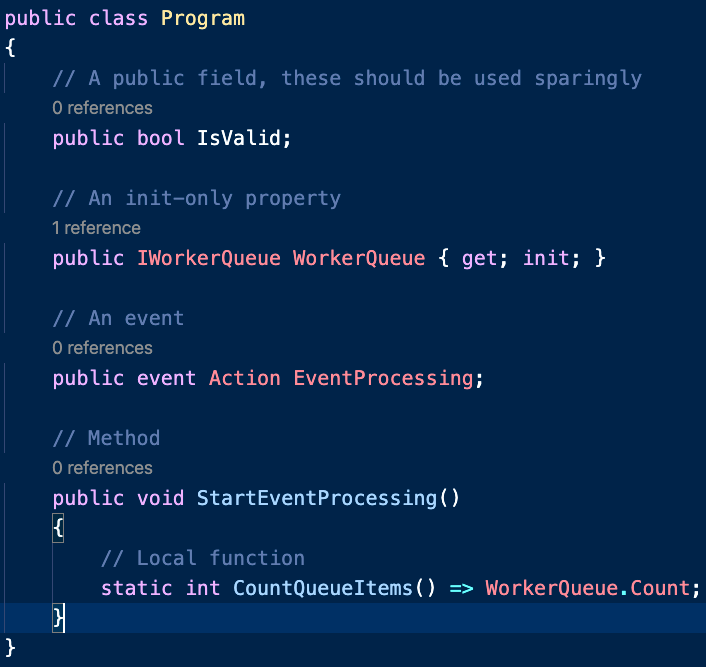 public class Program
{
// A public field, these should be used sparingly
0 references
public bool IsValid;
// An init-only property
1 reference
public IWorkerQueue WorkerQueue { get; init; }
// An event
0 references
public event Action EventProcessing;
// Method
0 references
public void StartEventProcessing()
{
// Local function
static int CountQueueItems() => WorkerQueue.Count;
}
}